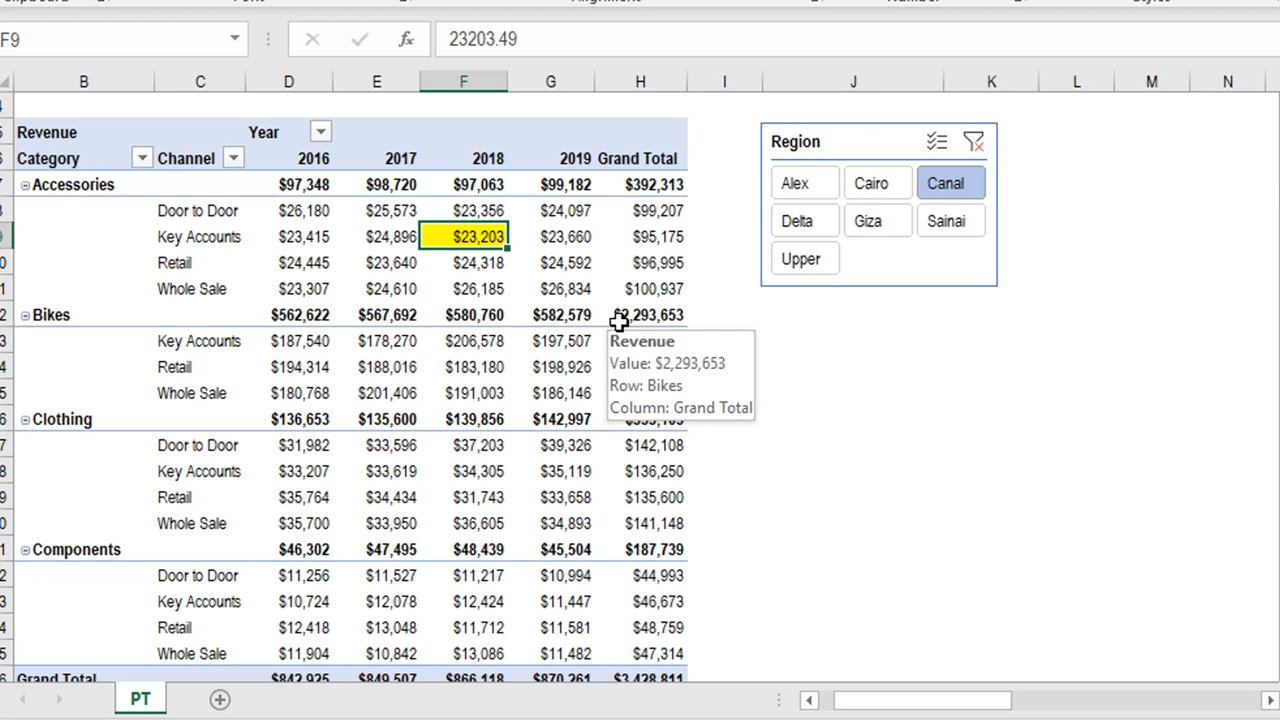 F9 fx 23203.49
B C D E F G H I J K L M N
Revenue Year
Category Channel 2016 2017 2018 2019 Grand Total
Accessories $97,348 $98,720 $97,063 $99,182 $392,313
Door to Door $26,180 $25,573 $23,356 $24,097 $99,207
Key Accounts $23,415 $24,896 $23,203 $23,660 $95,175
Retail $24,445 $23,640 $24,318 $24,592 $96,995
Whole Sale $23,307 $24,610 $26,185 $26,834 $100,937
Bikes $562,622 $567,692 $580,760 $582,579 $2,293,653
Key Accounts $187,540 $178,270 $206,578 $197,507
Retail $194,314 $188,016 $183,180 $198,926
Whole Sale $180,768 $201,406 $191,003 $186,146
Clothing $136,653 $135,600 $139,856 $142,997
Door to Door $31,982 $33,596 $37,203 $39,326 $142,108
Key Accounts $33,207 $33,619 $34,305 $35,119 $136,250
Retail $35,764 $34,434 $31,743 $33,658 $135,600
Whole Sale $35,700 $33,950 $36,605 $34,893 $141,148
Components $46,302 $47,495 $48,439 $45,504 $187,739
Door to Door $11,256 $11,527 $11,217 $10,994 $44,993
Key Accounts $10,724 $12,078 $12,424 $11,447 $46,673
Retail $12,418 $13,048 $11,712 $11,581 $48,759
Whole Sale $11,904 $10,842 $13,086 $11,482 $47,314
Grand Total $842,925 $849,507 $866,118 $870,261 $3,428,811
Revenue
Value: $2,293,653
Row: Bikes
Column: Grand Total
Region
Alex Cairo Canal
Delta Giza Sainai
Upper
PT